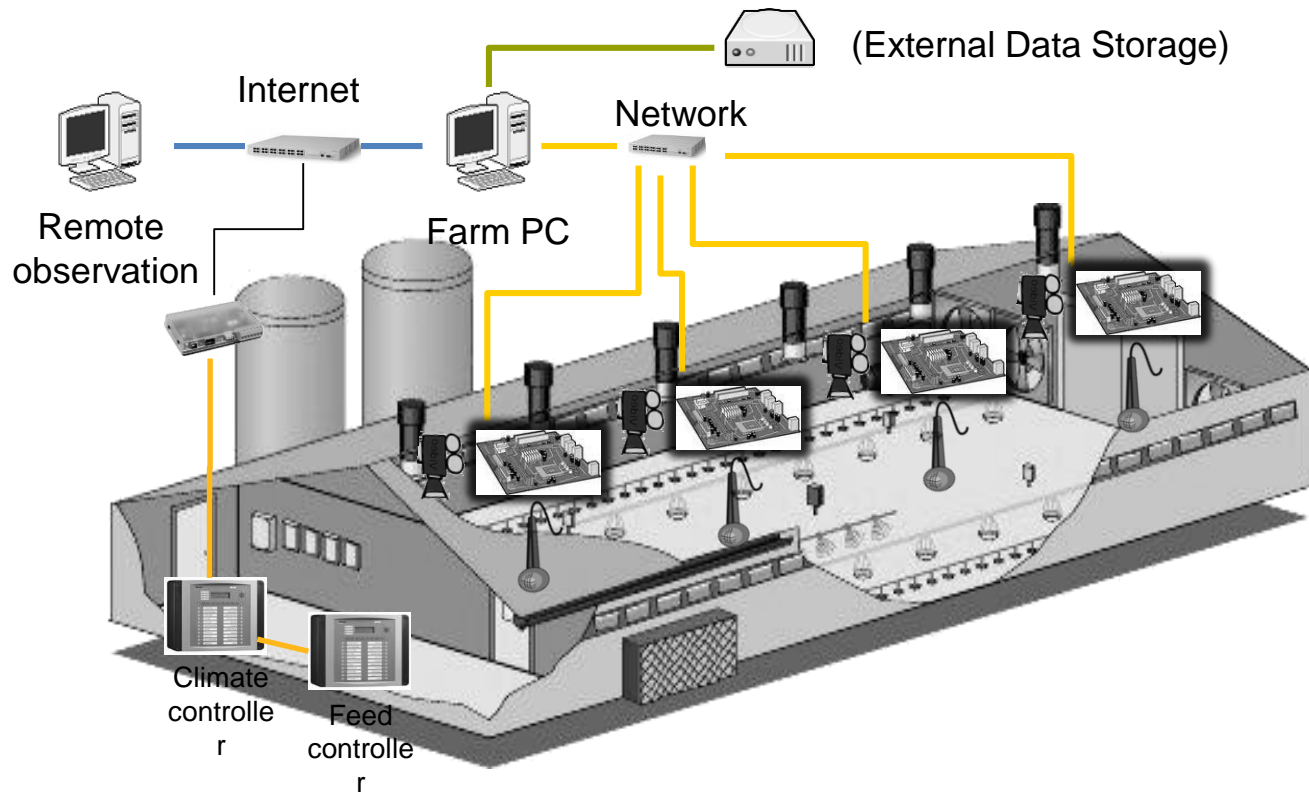 (External Data Storage)
Internet
Network
Remote
observation
Farm PC
Climate
controlle
r
Feed
controlle
r